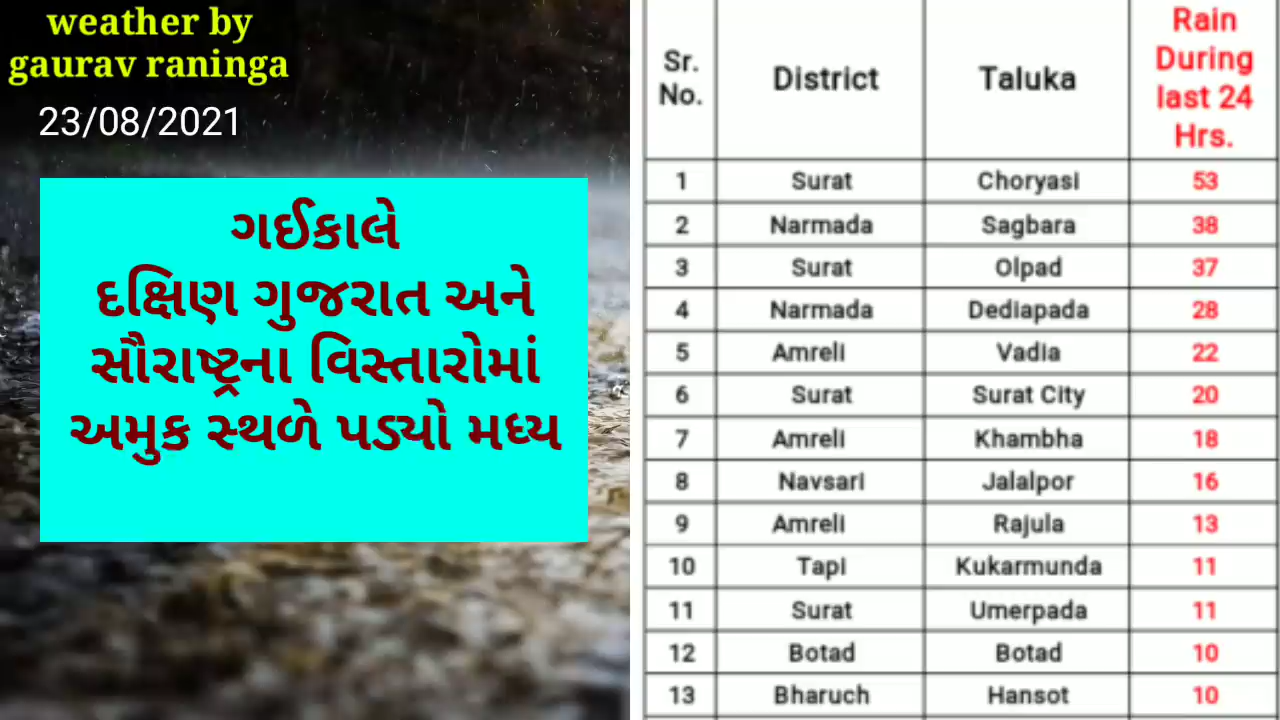 weather by
gaurav raninga
23/08/2021
ગઈકાલે
દક્ષિણ ગુજરાત અને
સૌરાષ્ટ્રના વિસ્તારોમાં
અમુક સ્થળે પડ્યો મધ્ય
Sr. No. District Taluka Rain During last 24 Hrs.
1 Surat Choryasi 53
2 Narmada Sagbara 38
3 Surat Olpad 37
4 Narmada Dediapada 28
5 Amreli Vadia 22
6 Surat Surat City 20
7 Amreli Khambha 18
8 Navsari Jalalpor 16
9 Amreli Rajula 13
10 Tapi Kukarmunda 11
11 Surat Umerpada 11
12 Botad Botad 10
13 Bharuch Hansot 10